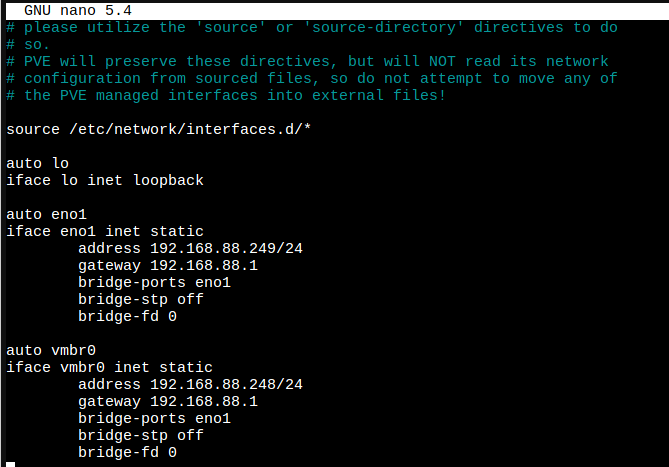 GNU nano 5.4
# please utilize the 'source' or 'source-directory' directives to do
# so.
# PVE will preserve these directives, but will NOT read its network
# configuration from sourced files, so do not attempt to move any of
# the PVE managed interfaces into external files!
source /etc/network/interfaces.d/*
auto lo
iface lo inet loopback
auto eno1
iface eno1 inet static
        address 192.168.88.249/24
        gateway 192.168.88.1
        bridge-ports eno1
        bridge-stp off
        bridge-fd 0
auto vmbr0
iface vmbr0 inet static
        address 192.168.88.248/24
        gateway 192.168.88.1
        bridge-ports eno1
        bridge-stp off
        bridge-fd 0